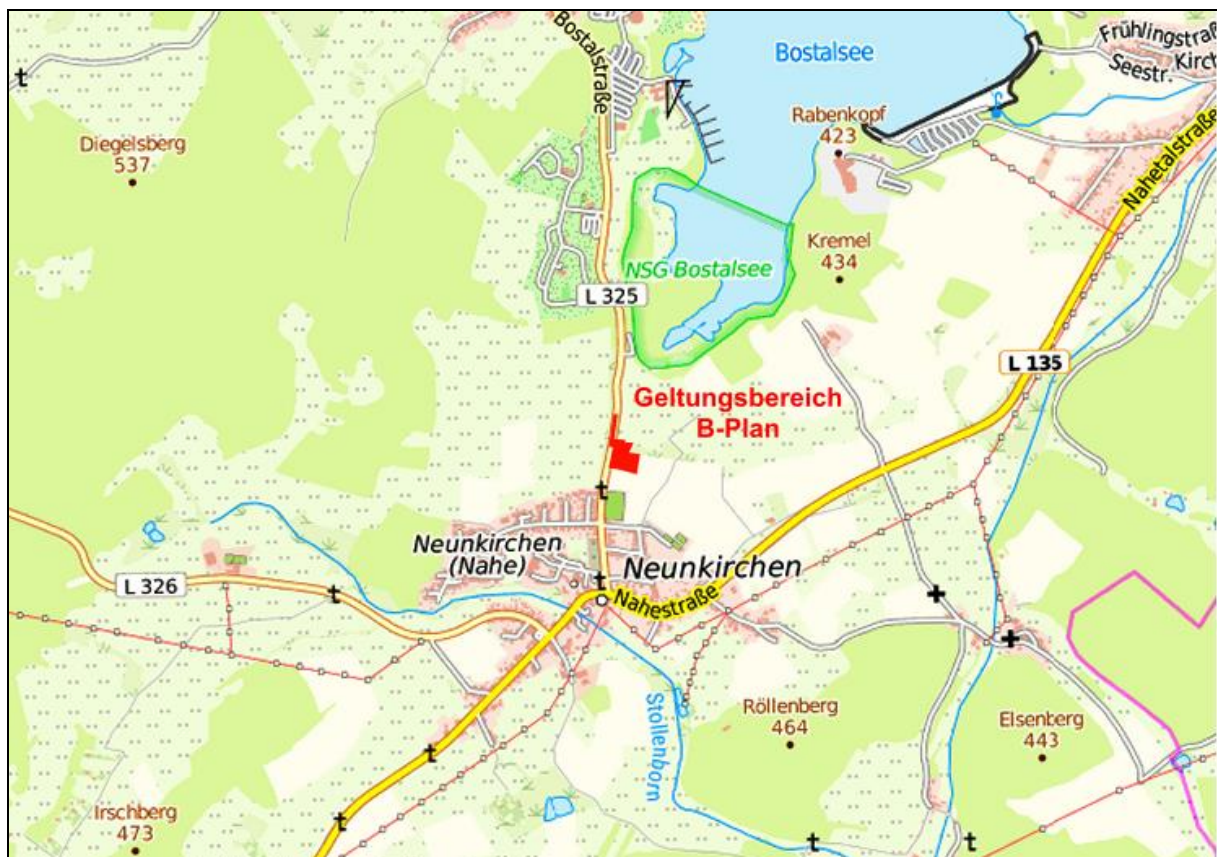 Bostalstraße
Bostalsee
Frühlingstraß
Kirch
Seestr.
Diegelsberg
537
Rabenkopf
423
Nahetalstraße
Kremel
434
NSG Bostalsee
L 325
L 135
Geltungsbereich
B-Plan
Neunkirchen
(Nahe)
Neunkirchen
L 326
Nahestraße
Stollenborn
Röllenberg
464
Elsenberg
443
Irschberg
473